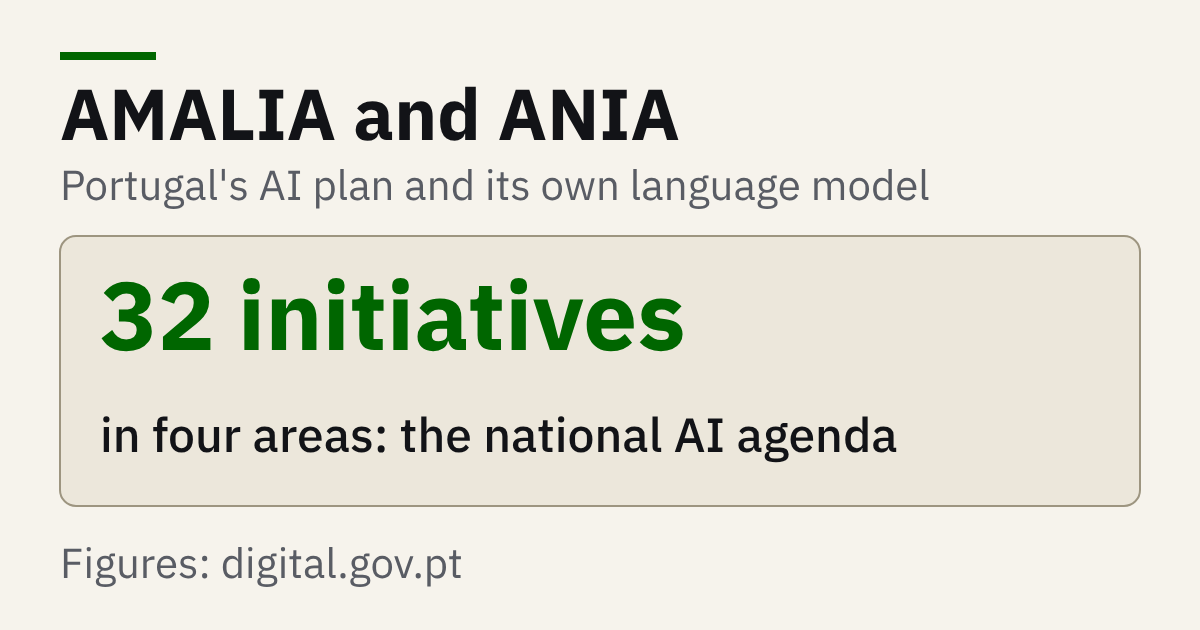 AMALIA and ANIA
Portugal's AI plan and its own language model
32 initiatives
in four areas: the national AI agenda
Figures: digital.gov.pt